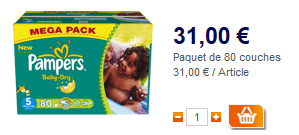 MEGA PACK
New
Pampers
Baby-Dry
5
80
31,00 €
Paquet de 80 couches
31,00 € / Article
1